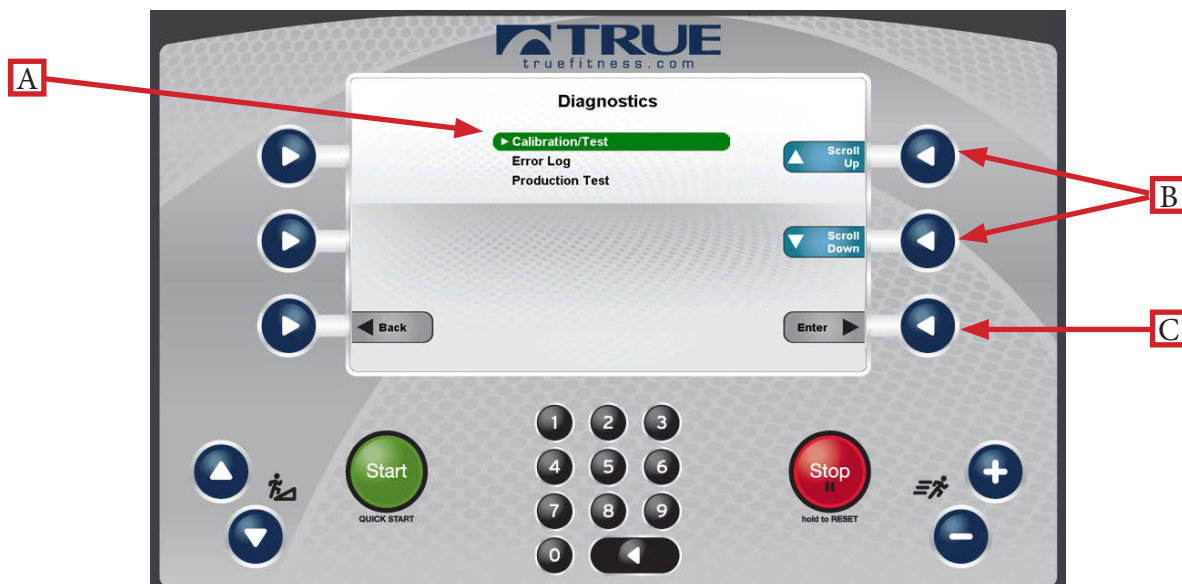 TRUE
truefitness.com
A
Diagnostics
Calibration/Test
Error Log
Production Test
Scroll
Up
B
Scroll
Down
Back
Enter
C
1 2 3
4 5 6
7 8 9
0
Start
QUICK START
Stop
hold to RESET